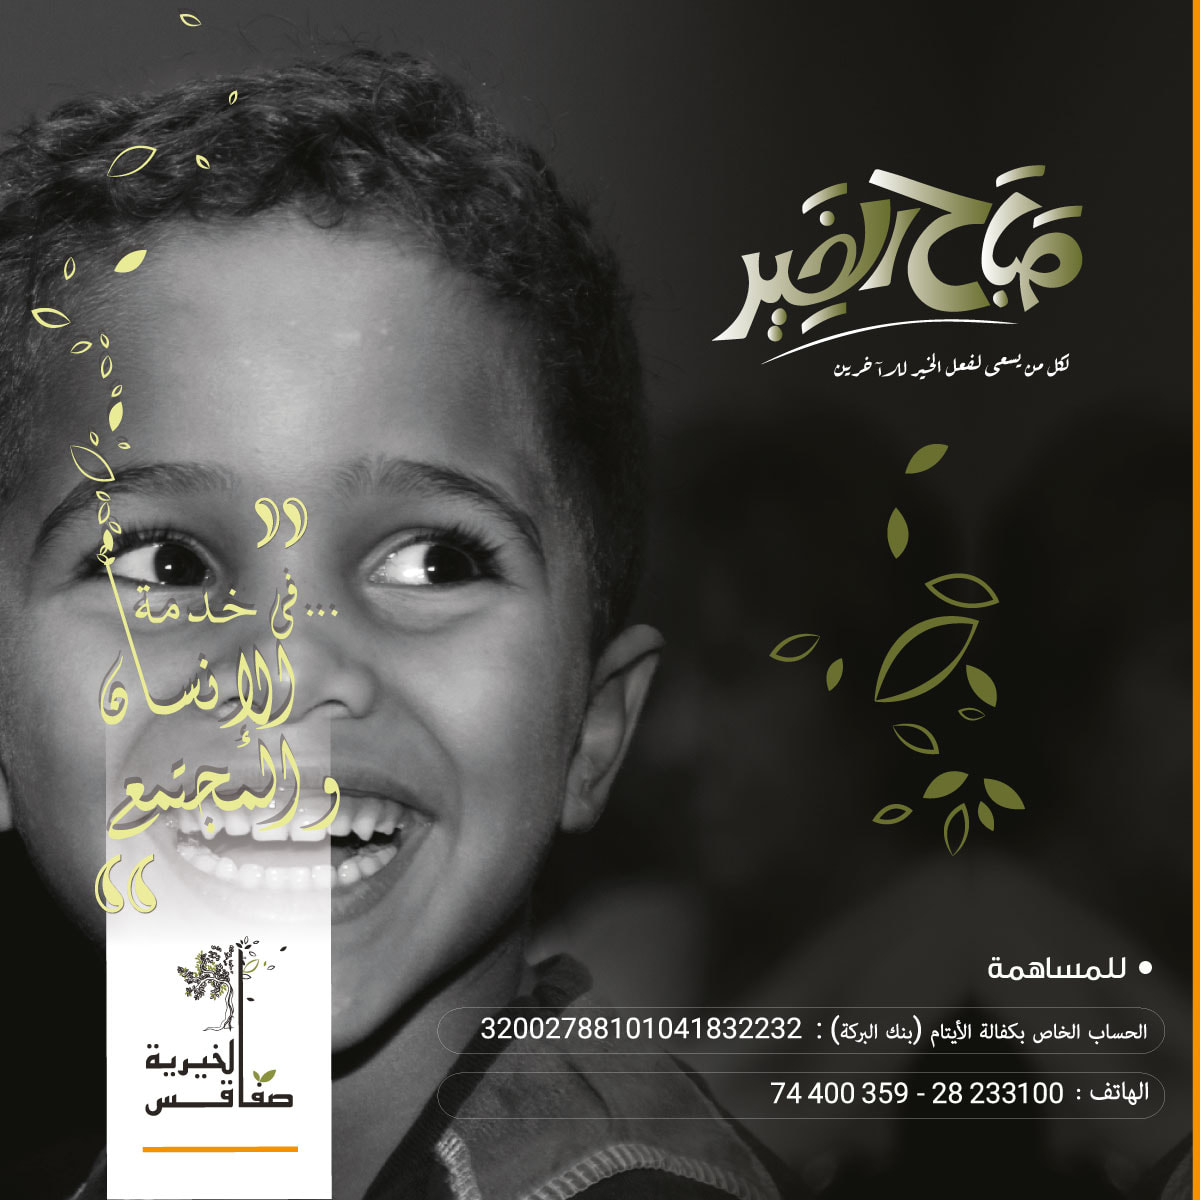 صباح الخير
لكل من يسعى لفعل الخير للآخرين
”
...في خدمة
الإنسان
والمجتمع
“
الخيرية
صفاقس
• للمساهمة
الحساب الخاص بكفالة الأيتام (بنك البركة) : 32002788101041832232
الهاتف : 28 233100 - 74 400 359